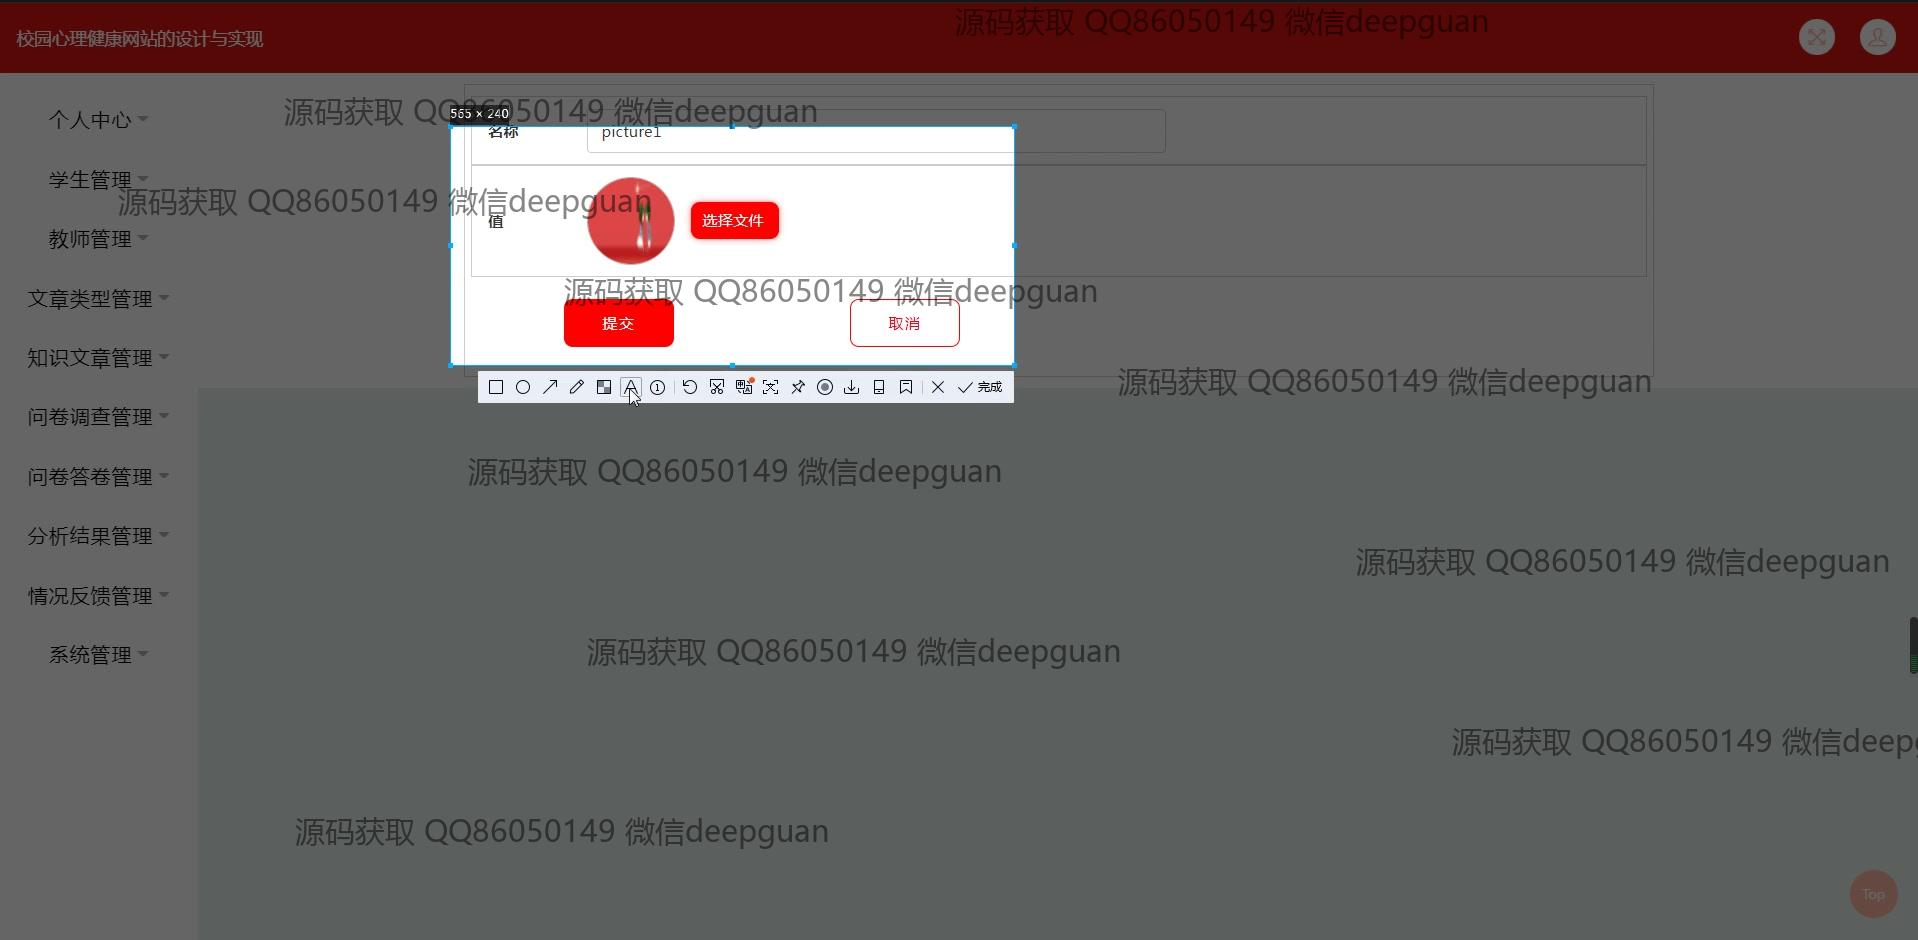 源码获取 QQ86050149 微信deepguan
校园心理健康网站的设计与实现
源码获取 QQ86050149 微信deepguan
565 × 240
个人中心
名称
picture1
学生管理
源码获取 QQ86050149 微信deepguan
值
选择文件
教师管理
源码获取 QQ86050149 微信deepguan
文章类型管理
提交
取消
知识文章管理
源码获取 QQ86050149 微信deepguan
完成
问卷调查管理
源码获取 QQ86050149 微信deepguan
问卷答卷管理
分析结果管理
源码获取 QQ86050149 微信deepguan
情况反馈管理
源码获取 QQ86050149 微信deepguan
系统管理
源码获取 QQ86050149 微信deepg
源码获取 QQ86050149 微信deepguan
Top